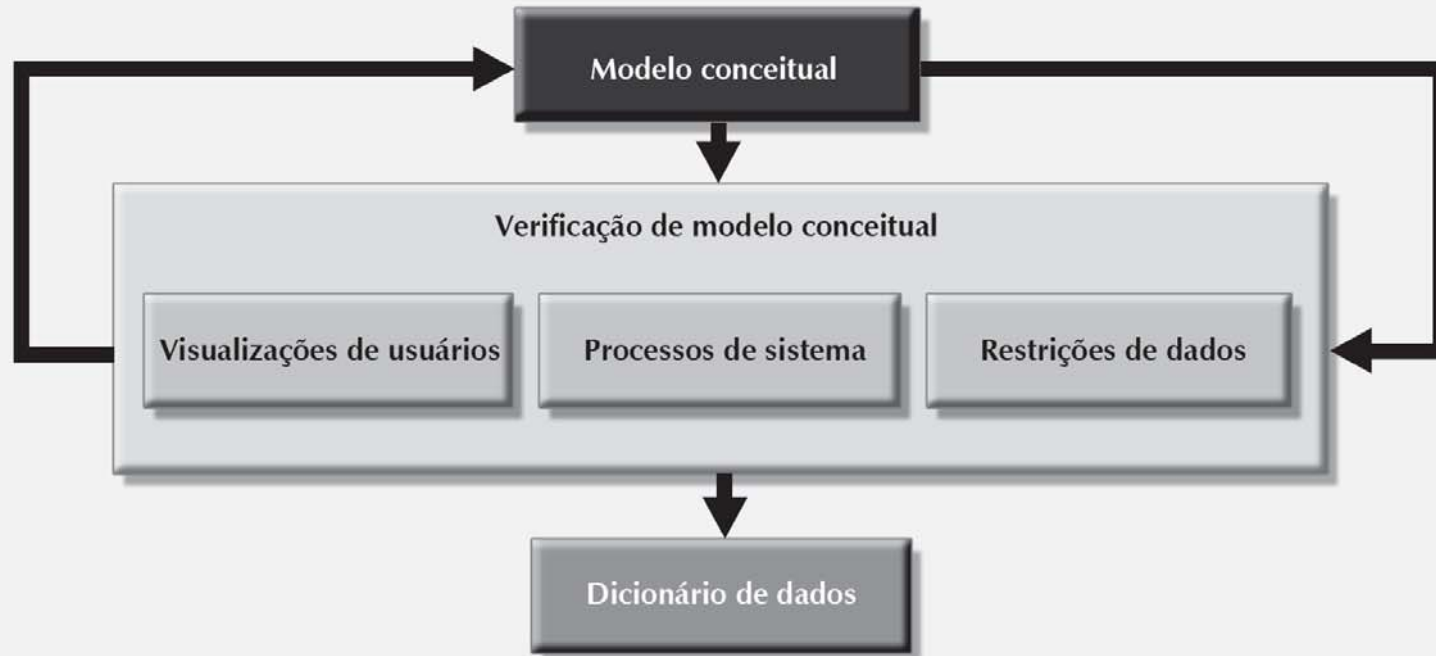 Modelo conceitual
Verificação de modelo conceitual
Visualizações de usuários
Processos de sistema
Restrições de dados
Dicionário de dados